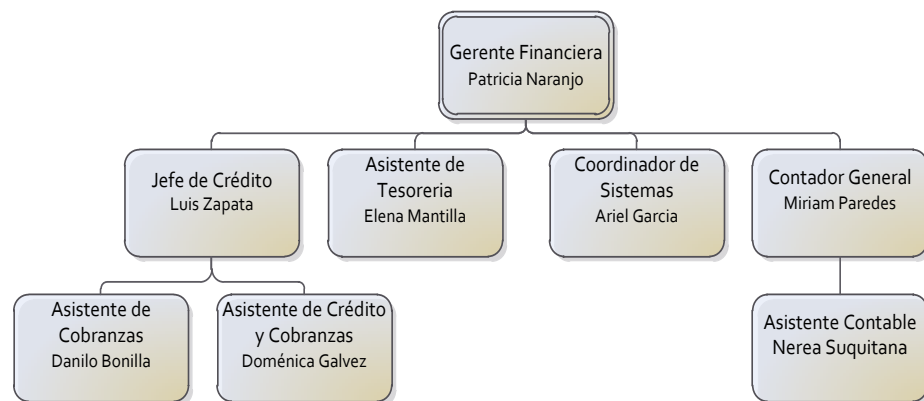 Gerente Financiera
Patricia Naranjo
Jefe de Crédito
Luis Zapata
Asistente de
Tesoreria
Elena Mantilla
Coordinador de
Sistemas
Ariel Garcia
Contador General
Miriam Paredes
Asistente de
Cobranzas
Danilo Bonilla
Asistente de Crédito
y Cobranzas
Doménica Galvez
Asistente Contable
Nerea Suquitana